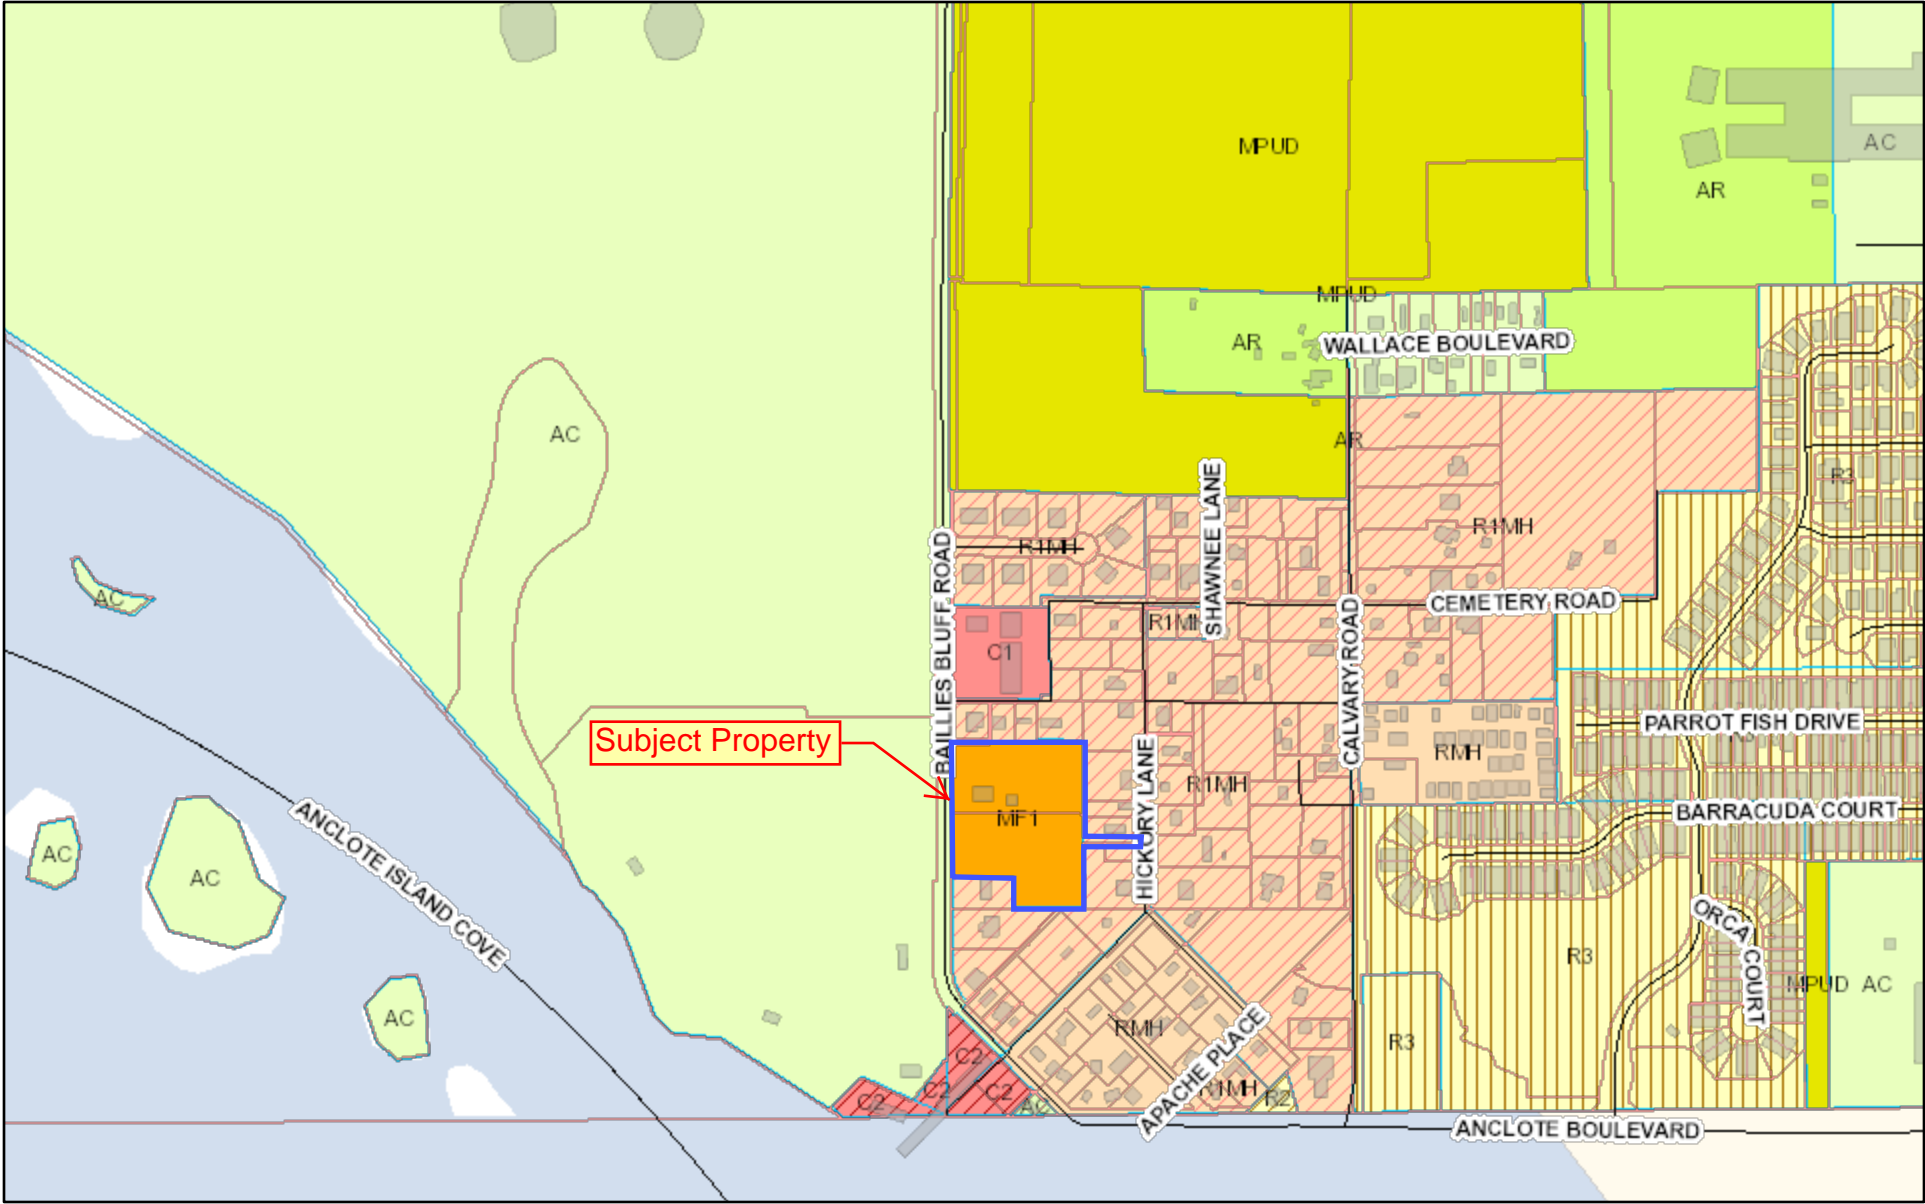 MPUD
AC
AR
MPUD
AR
WALLACE BOULEVARD
AC
AR
R3
SHAWNEE LANE
R1MH
R1MH
BAILLIES BLUFF ROAD
AC
CEMETERY ROAD
R1MH
CALVARY ROAD
C1
Subject Property
PARROT FISH DRIVE
RMH
HICKORY LANE
R1MH
MF1
BARRACUDA COURT
ANCLOTE ISLAND COVE
AC
AC
ORCA COURT
R3
MPUD
AC
AC
RMH
R3
APACHE PLACE
C2
C2
C2
C2
AC
R1MH
R2
ANCLOTE BOULEVARD